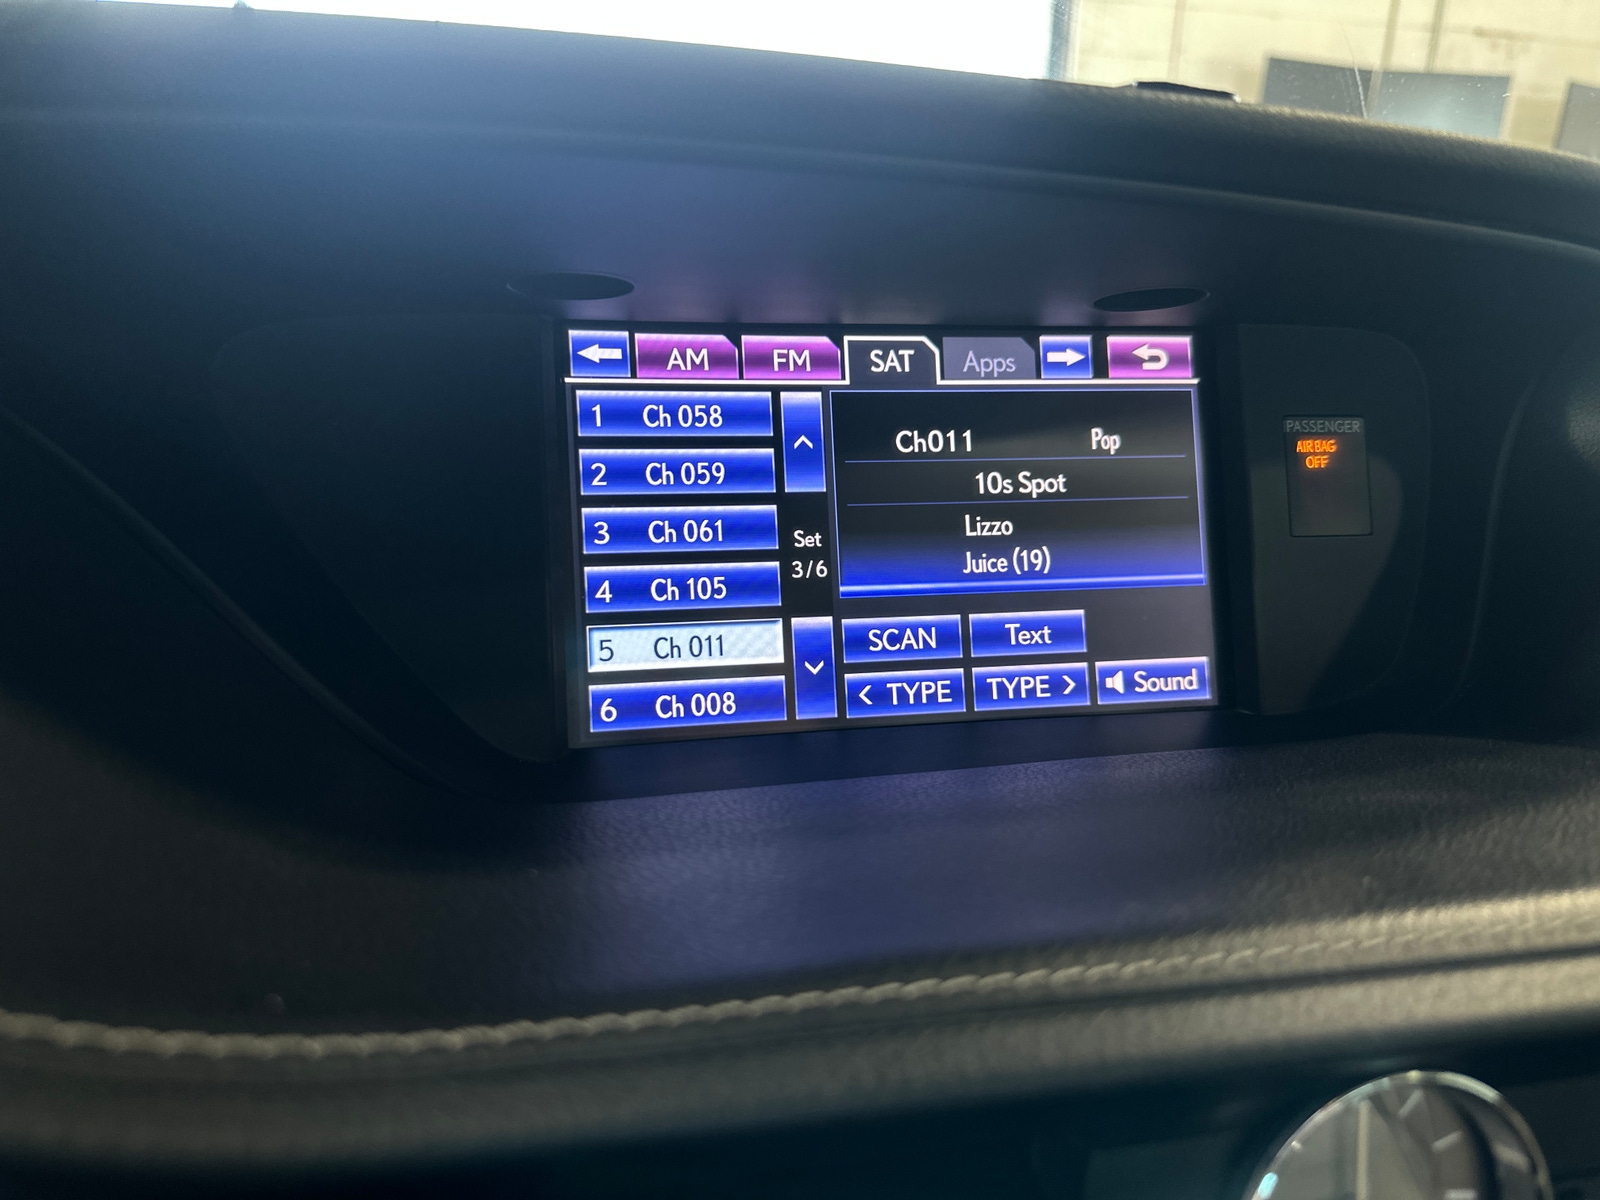 AM FM SAT Apps
1 Ch 058
2 Ch 059
3 Ch 061
4 Ch 105
5 Ch 011
6 Ch 008
Set
3/6
Ch011 Pop
10s Spot
Lizzo
Juice (19)
SCAN Text
< TYPE TYPE > Sound
PASSENGER
AIR BAG
OFF